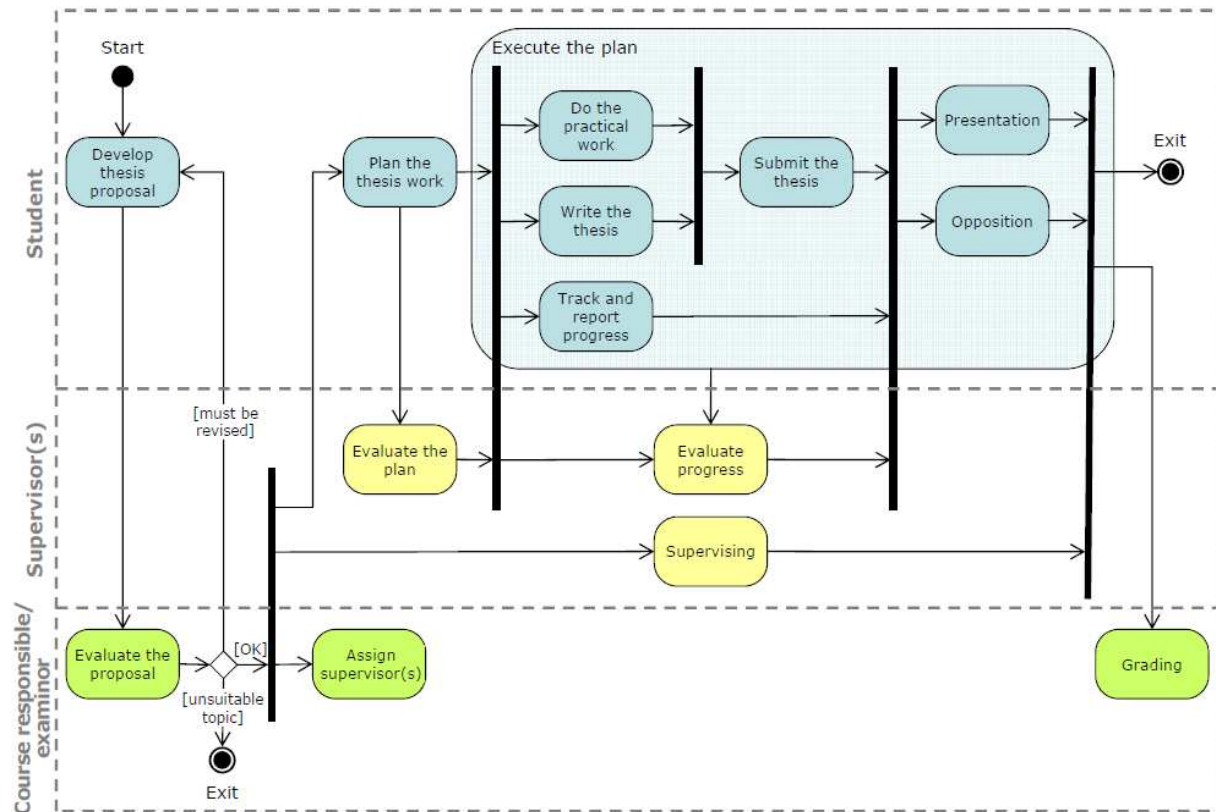 Student
Supervisor(s)
Course responsible/
examinor
Start
Develop
thesis
proposal
Plan the
thesis work
Execute the plan
Do the
practical
work
Write the
thesis
Track and
report
progress
Submit the
thesis
Presentation
Opposition
Exit
[must be
revised]
Evaluate the
plan
Evaluate
progress
Supervising
Evaluate the
proposal
[OK]
[unsuitable
topic]
Exit
Assign
supervisor(s)
Grading